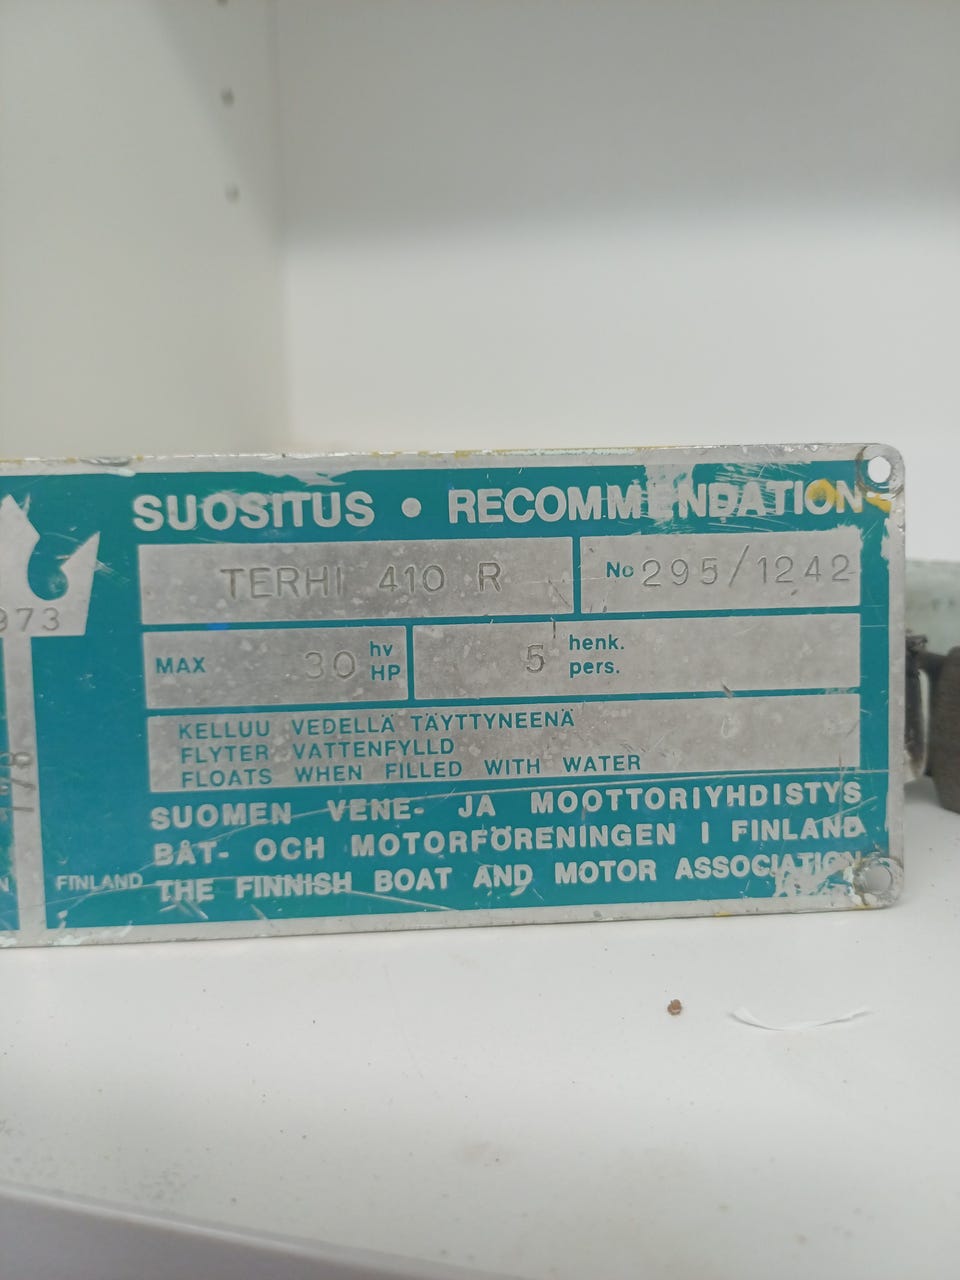 SUOSITUS • RECOMMENDATION
TERHI 410 R
No 295/1242
973
MAX 30 hv HP
5 henk. pers.
KELLUU VEDELLÄ TÄYTTYNEENÄ
FLYTER VATTENFYLLD
FLOATS WHEN FILLED WITH WATER
SUOMEN VENE- JA MOOTTORIYHDISTYS
BÅT- OCH MOTORFÖRENINGEN I FINLAND
FINLAND
THE FINNISH BOAT AND MOTOR ASSOCIATION